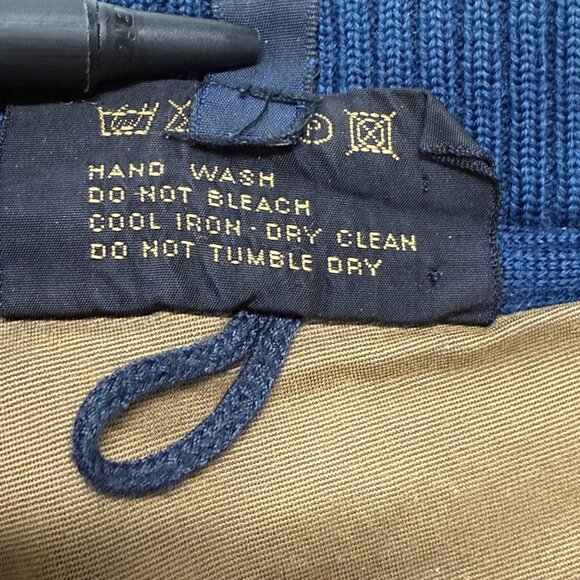 HAND WASH
DO NOT BLEACH
COOL IRON - DRY CLEAN
DO NOT TUMBLE DRY